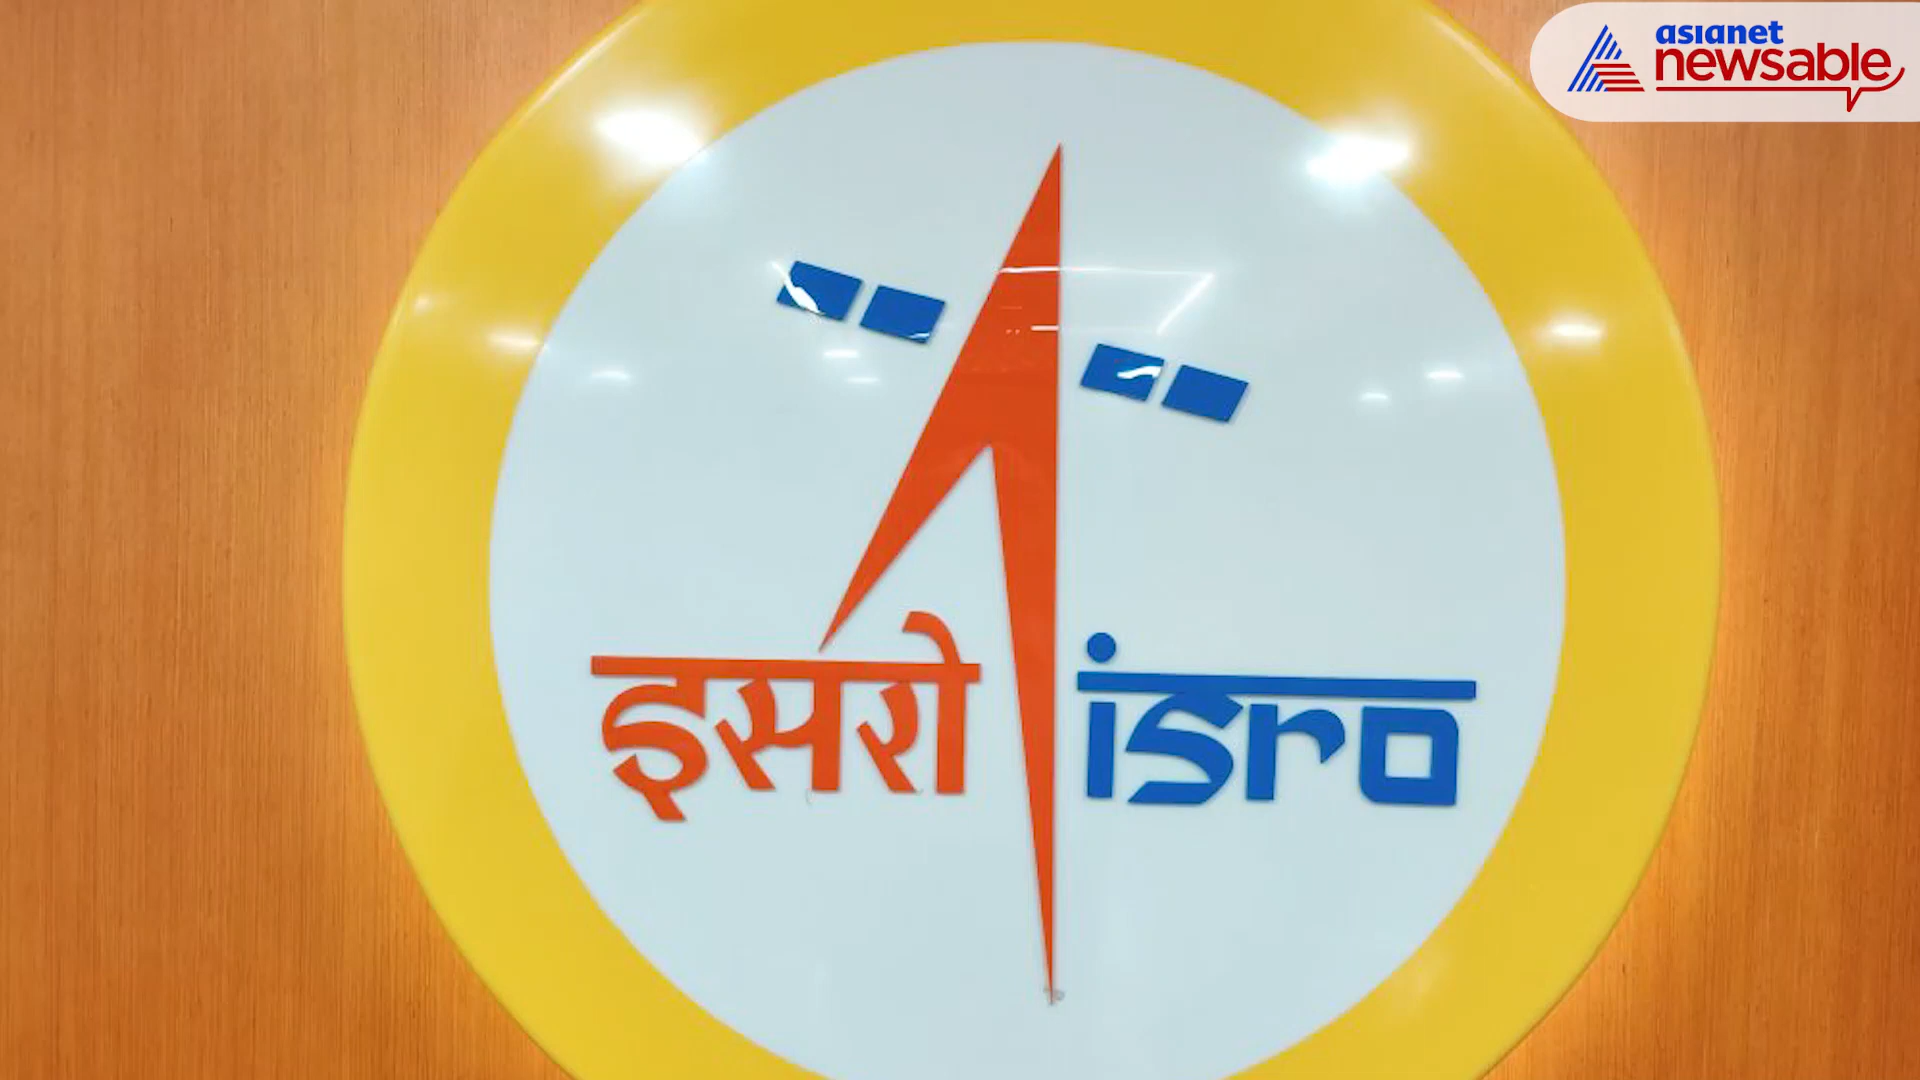 asianet
newsable
इसरो isro